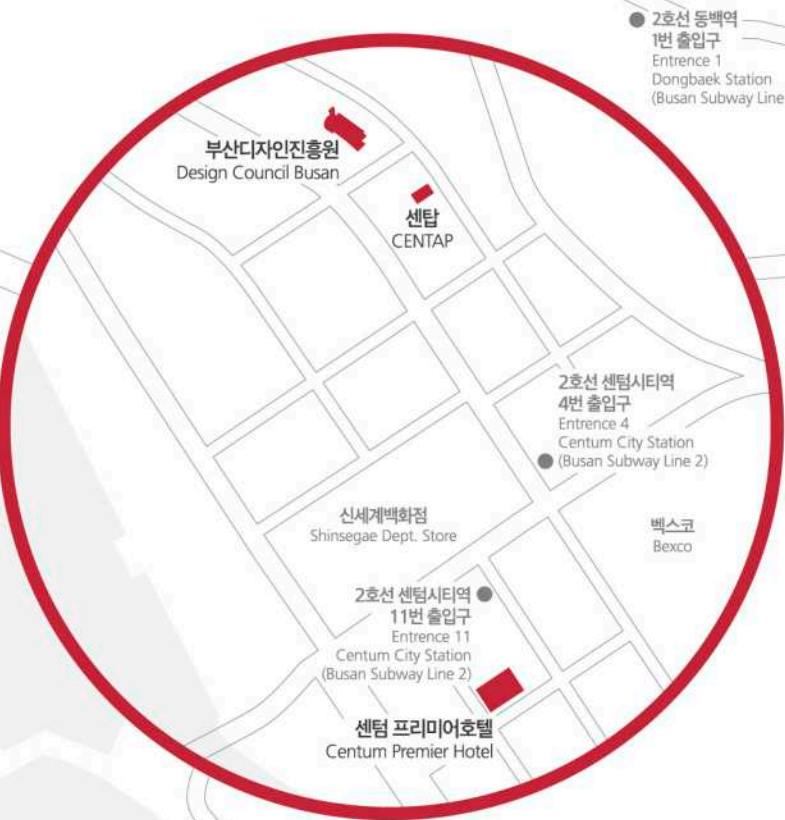 2호선 동백역
1번 출입구
Entrence 1
Dongbaek Station
(Busan Subway Line
부산디자인진흥원
Design Council Busan
센탑
CENTAP
2호선 센텀시티역
4번 출입구
Entrence 4
Centum City Station
(Busan Subway Line 2)
신세계백화점
Shinsegae Dept. Store
벡스코
Bexco
2호선 센텀시티역
11번 출입구
Entrence 11
Centum City Station
(Busan Subway Line 2)
센텀 프리미어호텔
Centum Premier Hotel